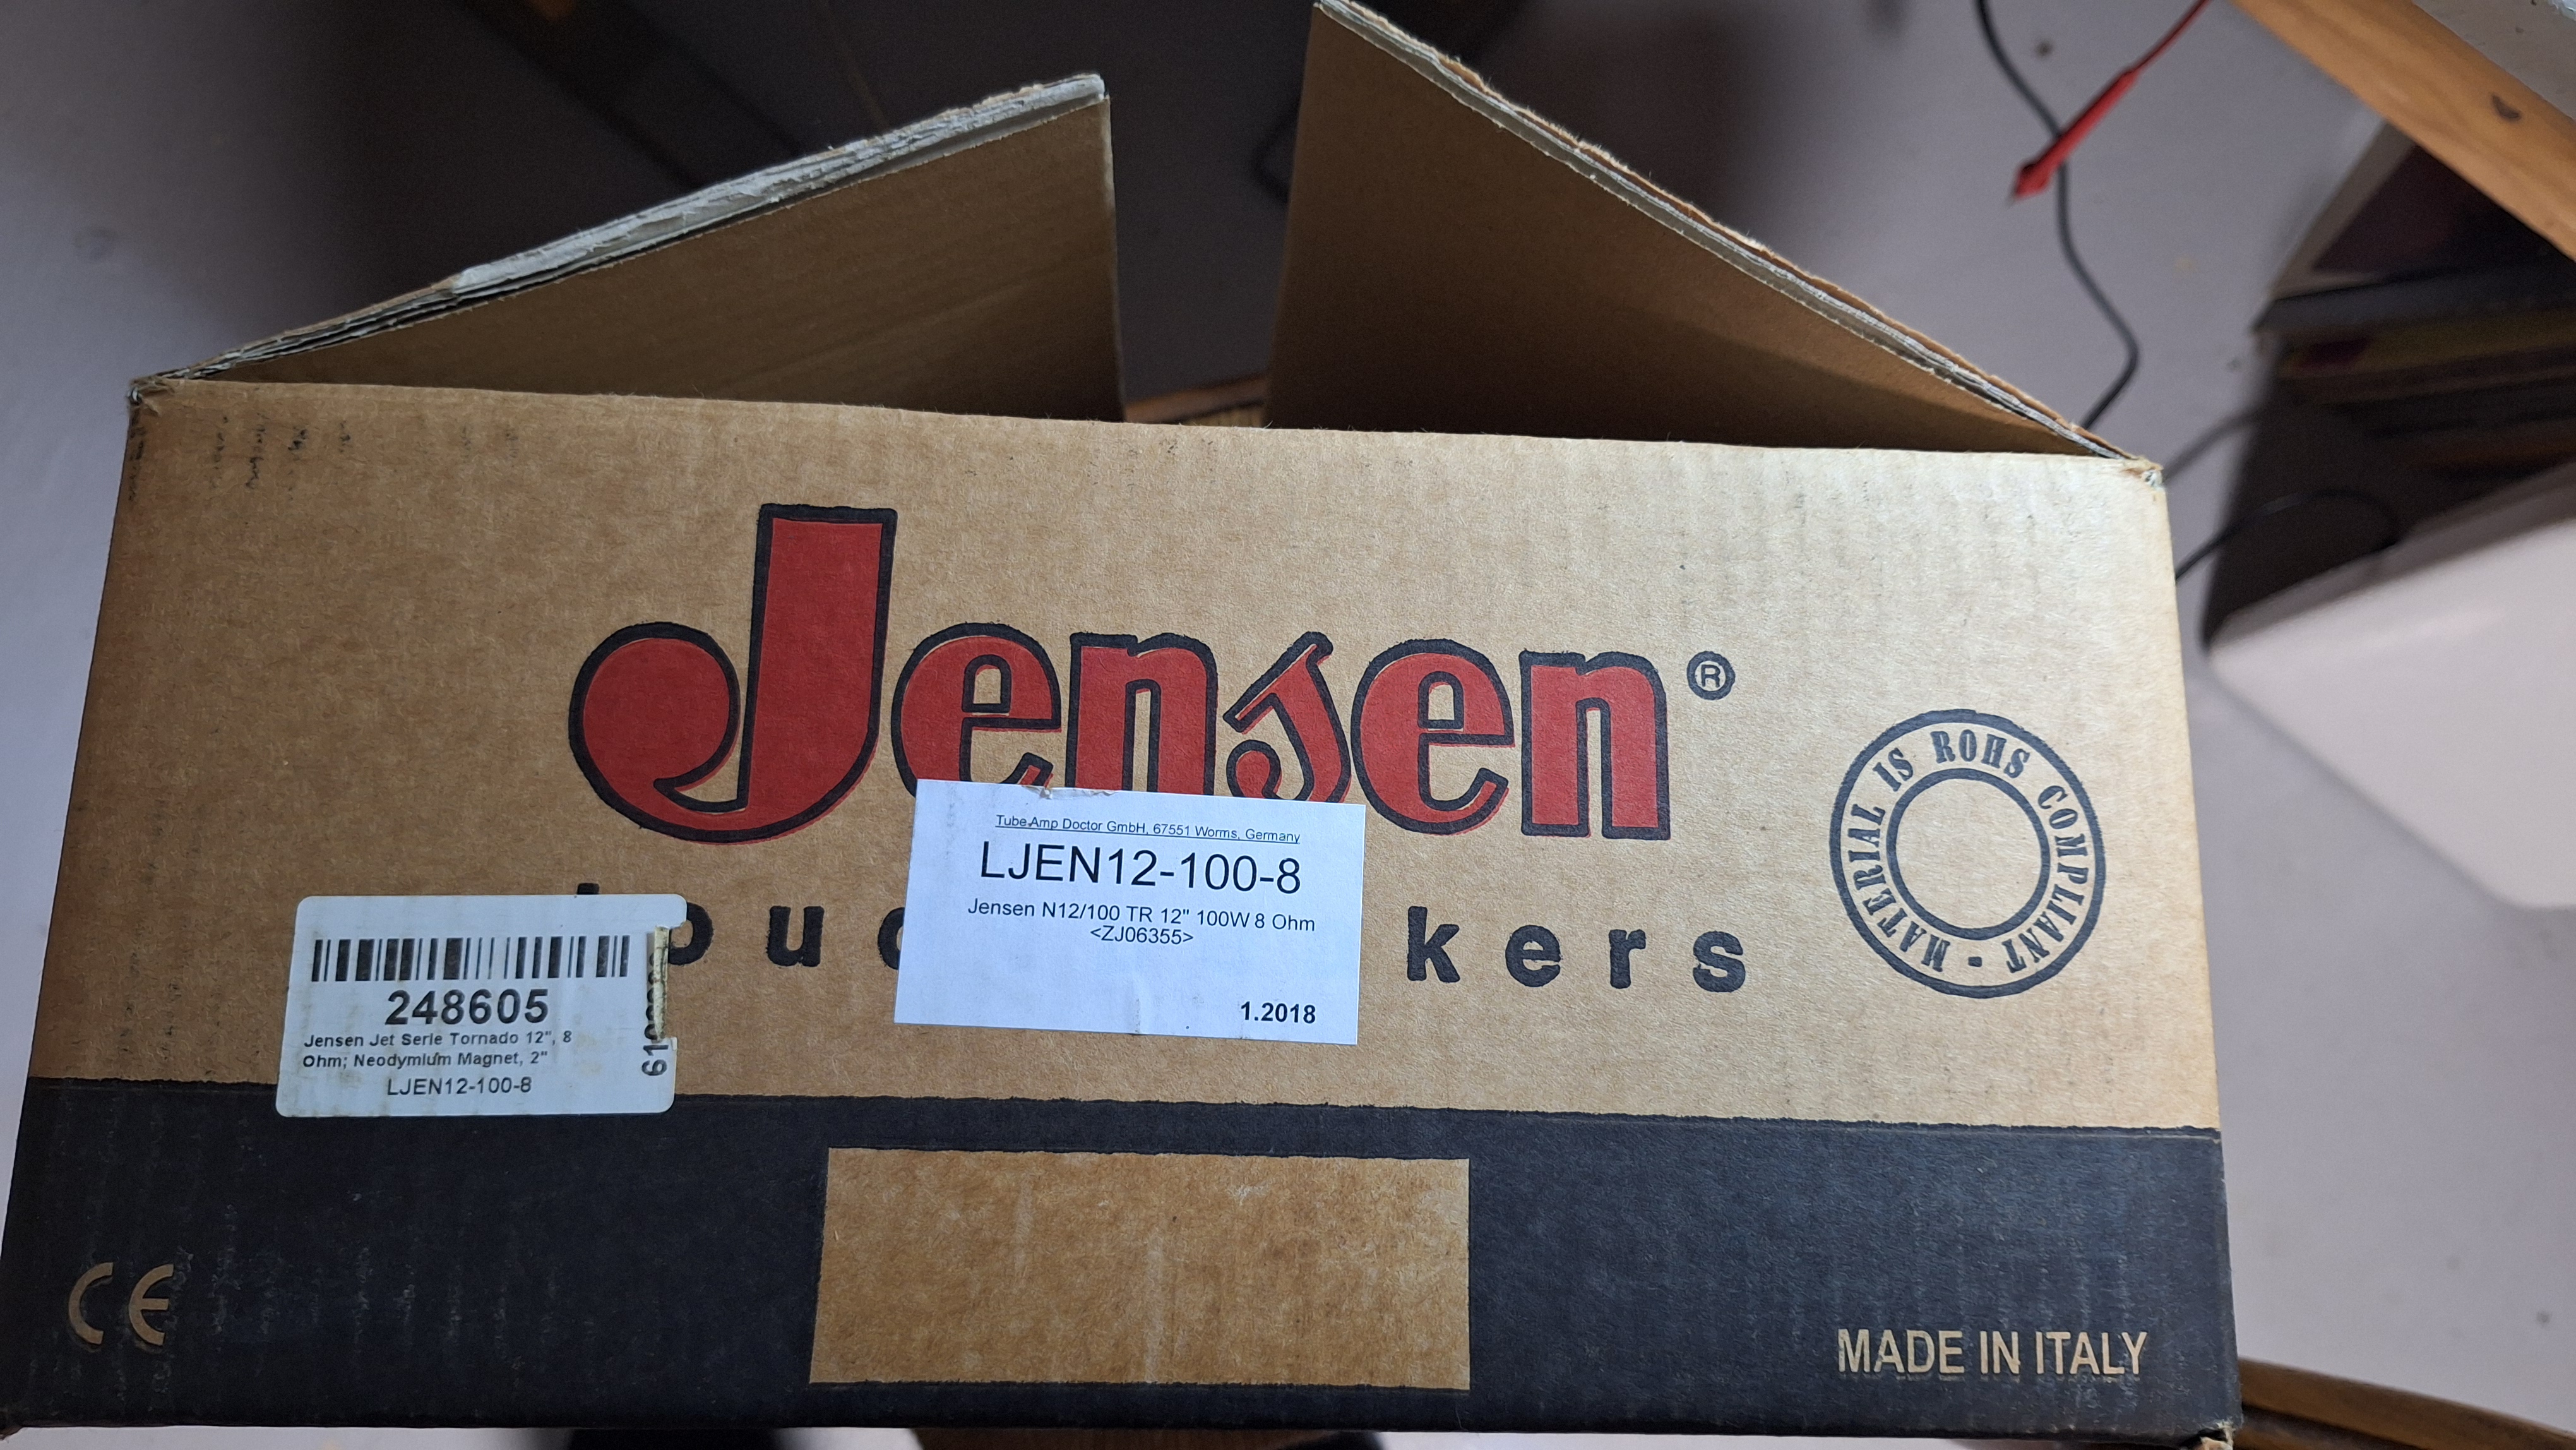 Jensen®
MATERIAL IS ROHS COMPLIANT -
Tube Amp Doctor GmbH, 67551 Worms, Germany
LJEN12-100-8
Jensen N12/100 TR 12" 100W 8 Ohm
<ZJ06355>
1.2018
kers
248605
Jensen Jet Serie Tornado 12", 8
Ohm; Neodymium Magnet, 2"
LJEN12-100-8
CE
MADE IN ITALY